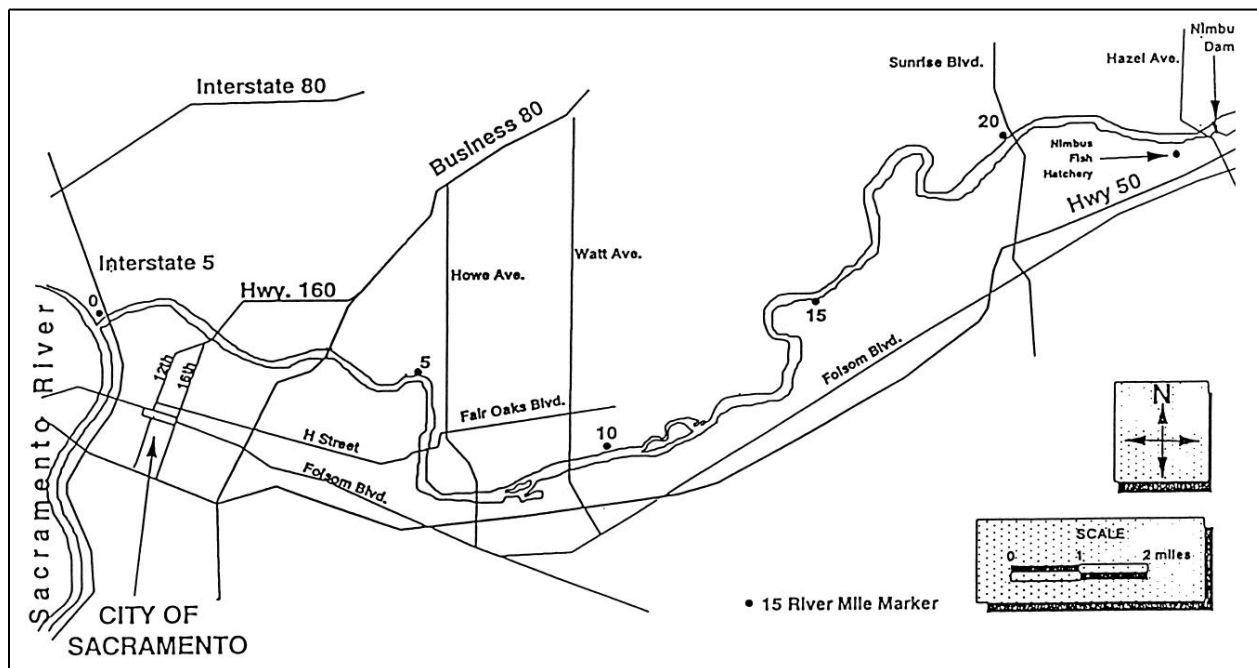 Nimbu
Dam
Sunrise Blvd.
Hazel Ave.
Interstate 80
Business 80
20
Nimbus
Fish
Hatchery
Hwy 50
Interstate 5
Howe Ave.
Watt Ave.
0
Hwy. 160
15
Sacramento River
12th
16th
5
Folsom Blvd.
Fair Oaks Blvd.
H Street
10
Folsom Blvd.
N
SCALE
0 1 2 miles
15 River Mile Marker
CITY OF
SACRAMENTO